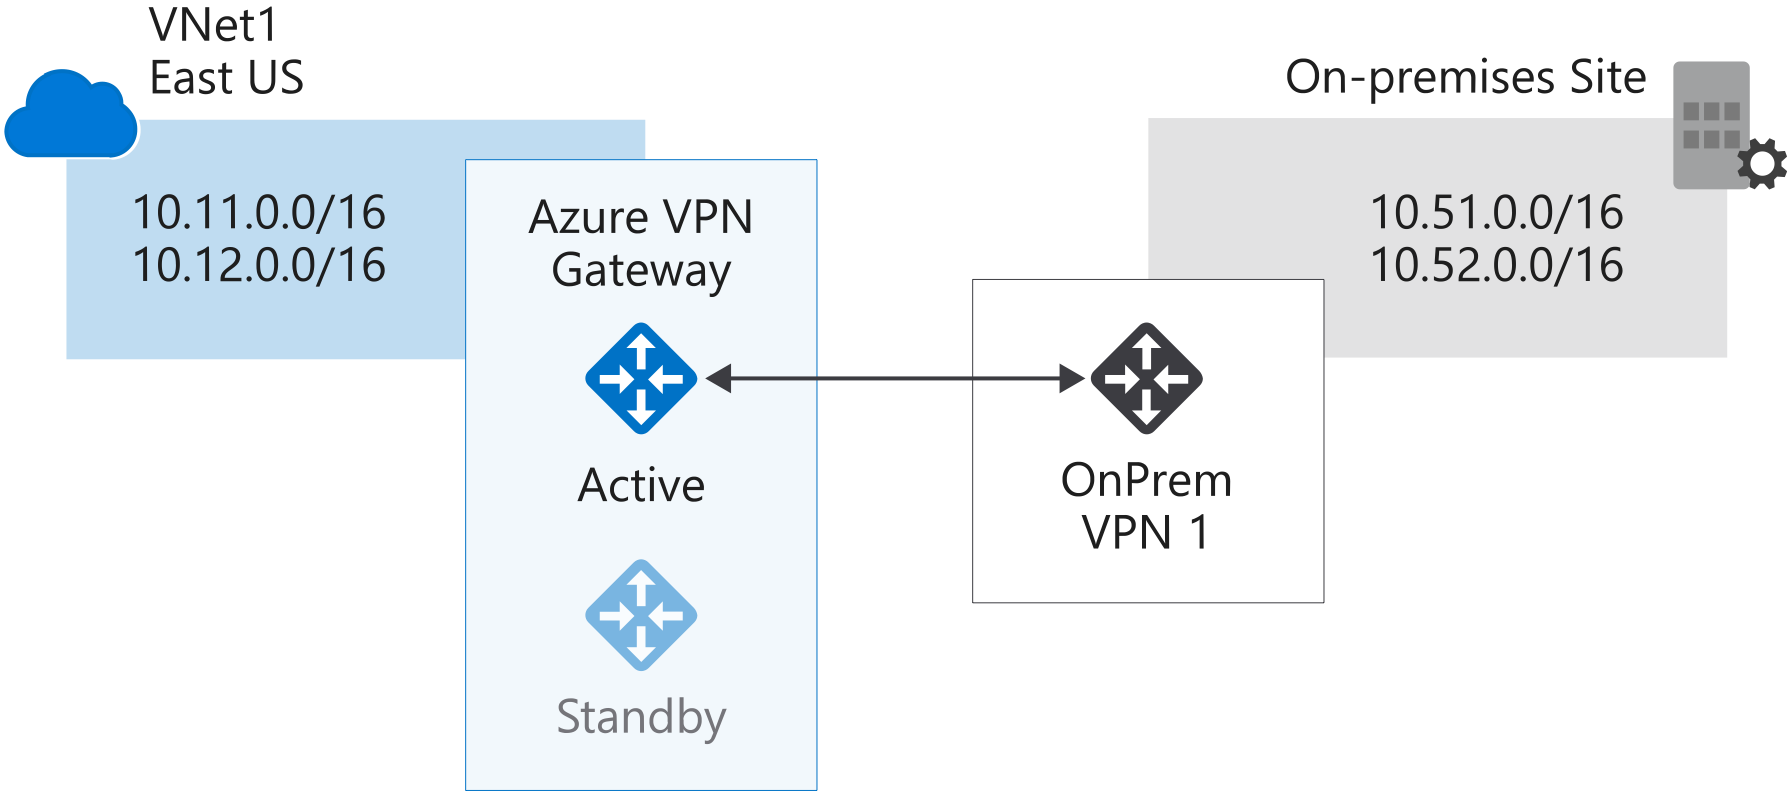 VNet1
East US
On-premises Site
10.11.0.0/16
10.12.0.0/16
Azure VPN
Gateway
10.51.0.0/16
10.52.0.0/16
Active
OnPrem
VPN 1
Standby